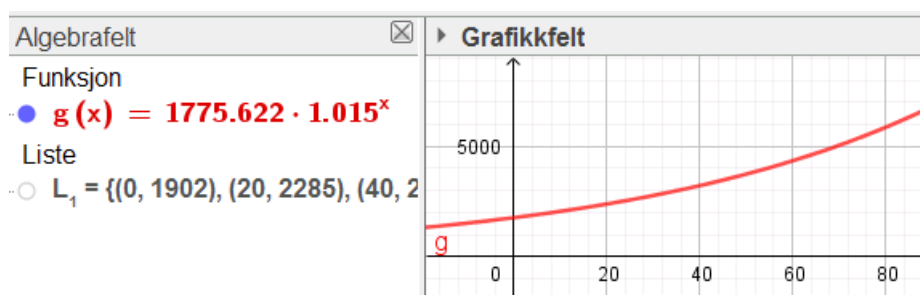 Algebrafelt
Funksjon
g (x) = 1775.622 · 1.015ˣ
Liste
L₁ = {(0, 1902), (20, 2285), (40, 2
Grafikkfelt
5000
g
0 20 40 60 80